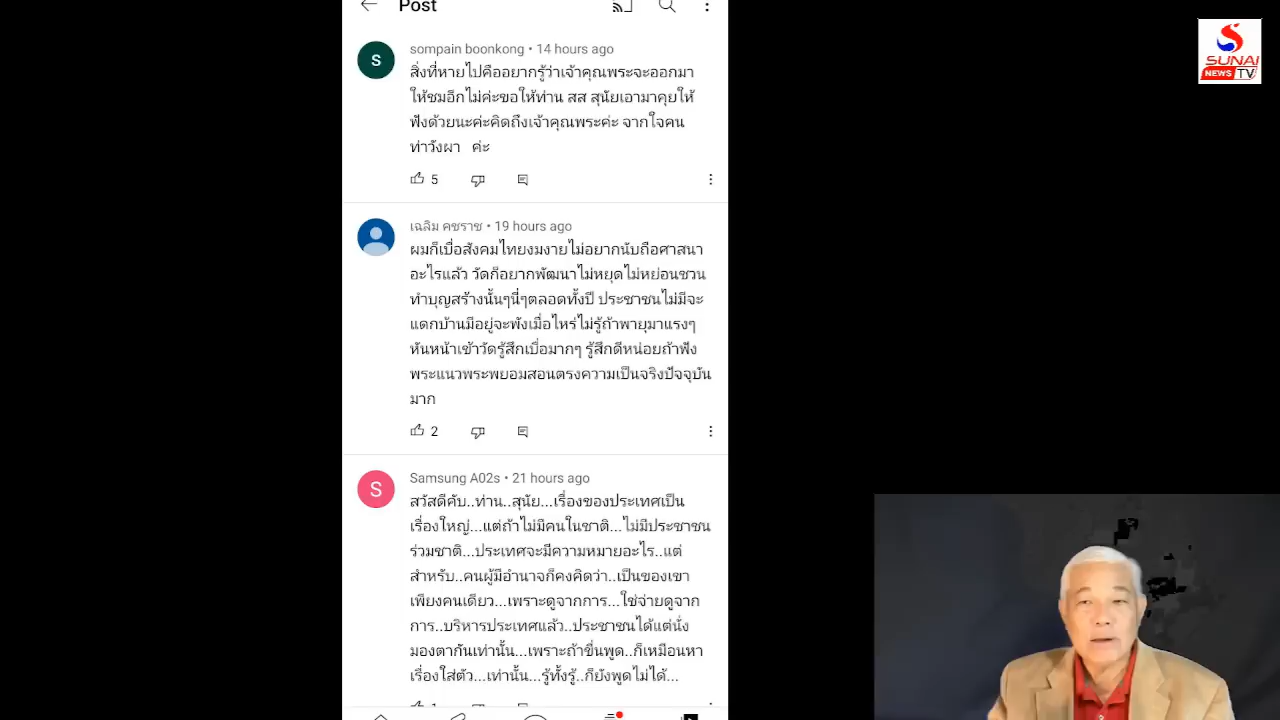 Post
SUNAI
NEWS TV
S
sompain boonkong • 14 hours ago
สิ่งที่หายไปคืออยากรู้ว่าเจ้าคุณพระจะออกมา
ให้ชมอีกไม่ค่ะขอให้ท่าน สส สุนัยเอามาคุยให้
ฟังด้วยนะค่ะคิดถึงเจ้าคุณพระค่ะ จากใจคน
ท่าวังผา ค่ะ
5
เฉลิม คชราช • 19 hours ago
ผมก็เบื่อสังคมไทยงมงายไม่อยากนับถือศาสนา
อะไรแล้ว วัดก็อยากพัฒนาไม่หยุดไม่หย่อนชวน
ทำบุญสร้างนั้นๆนี่ๆตลอดทั้งปี ประชาชนไม่มีจะ
แดกบ้านมีอยู่จะพังเมื่อไหร่ไม่รู้ถ้าพายุมาแรงๆ
หันหน้าเข้าวัดรู้สึกเบื่อมากๆ รู้สึกดีหน่อยถ้าฟัง
พระแนวพระพยอมสอนตรงความเป็นจริงปัจจุบัน
มาก
2
S
Samsung A02s • 21 hours ago
สวัสดีคับ..ท่าน..สุนัย...เรื่องของประเทศเป็น
เรื่องใหญ่...แต่ถ้าไม่มีคนในชาติ...ไม่มีประชาชน
ร่วมชาติ...ประเทศจะมีความหมายอะไร..แต่
สำหรับ..คนผู้มีอำนาจก็คงคิดว่า..เป็นของเขา
เพียงคนเดียว...เพราะดูจากการ...ใช้จ่ายดูจาก
การ..บริหารประเทศแล้ว..ประชาชนได้แต่นั่ง
มองตากันเท่านั้น...เพราะถ้าขื่นพูด..ก็เหมือนหา
เรื่องใส่ตัว...เท่านั้น...รู้ทั้งรู้..ก็ยังพูดไม่ได้...